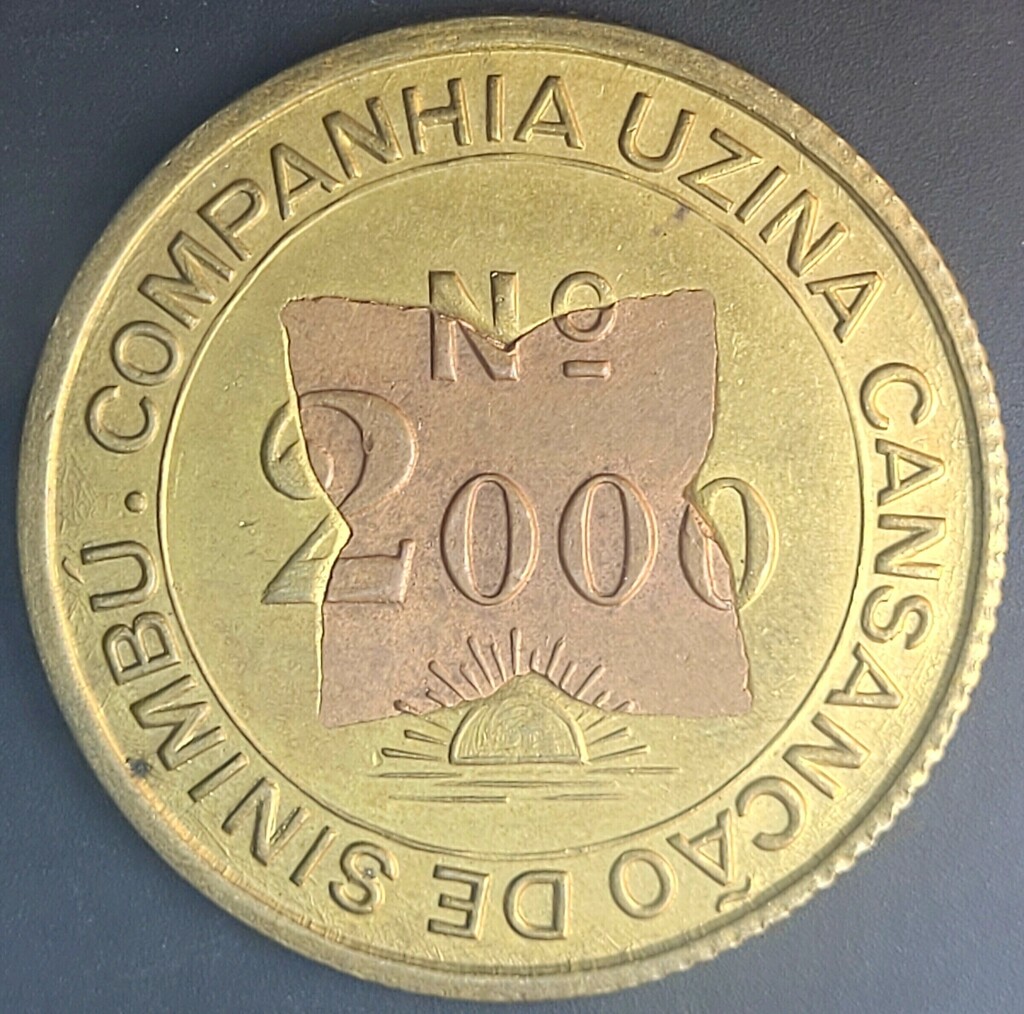 COMPANHIA UZINA CANSANÇÃO DE SINIMBÚ .
Nº
2000